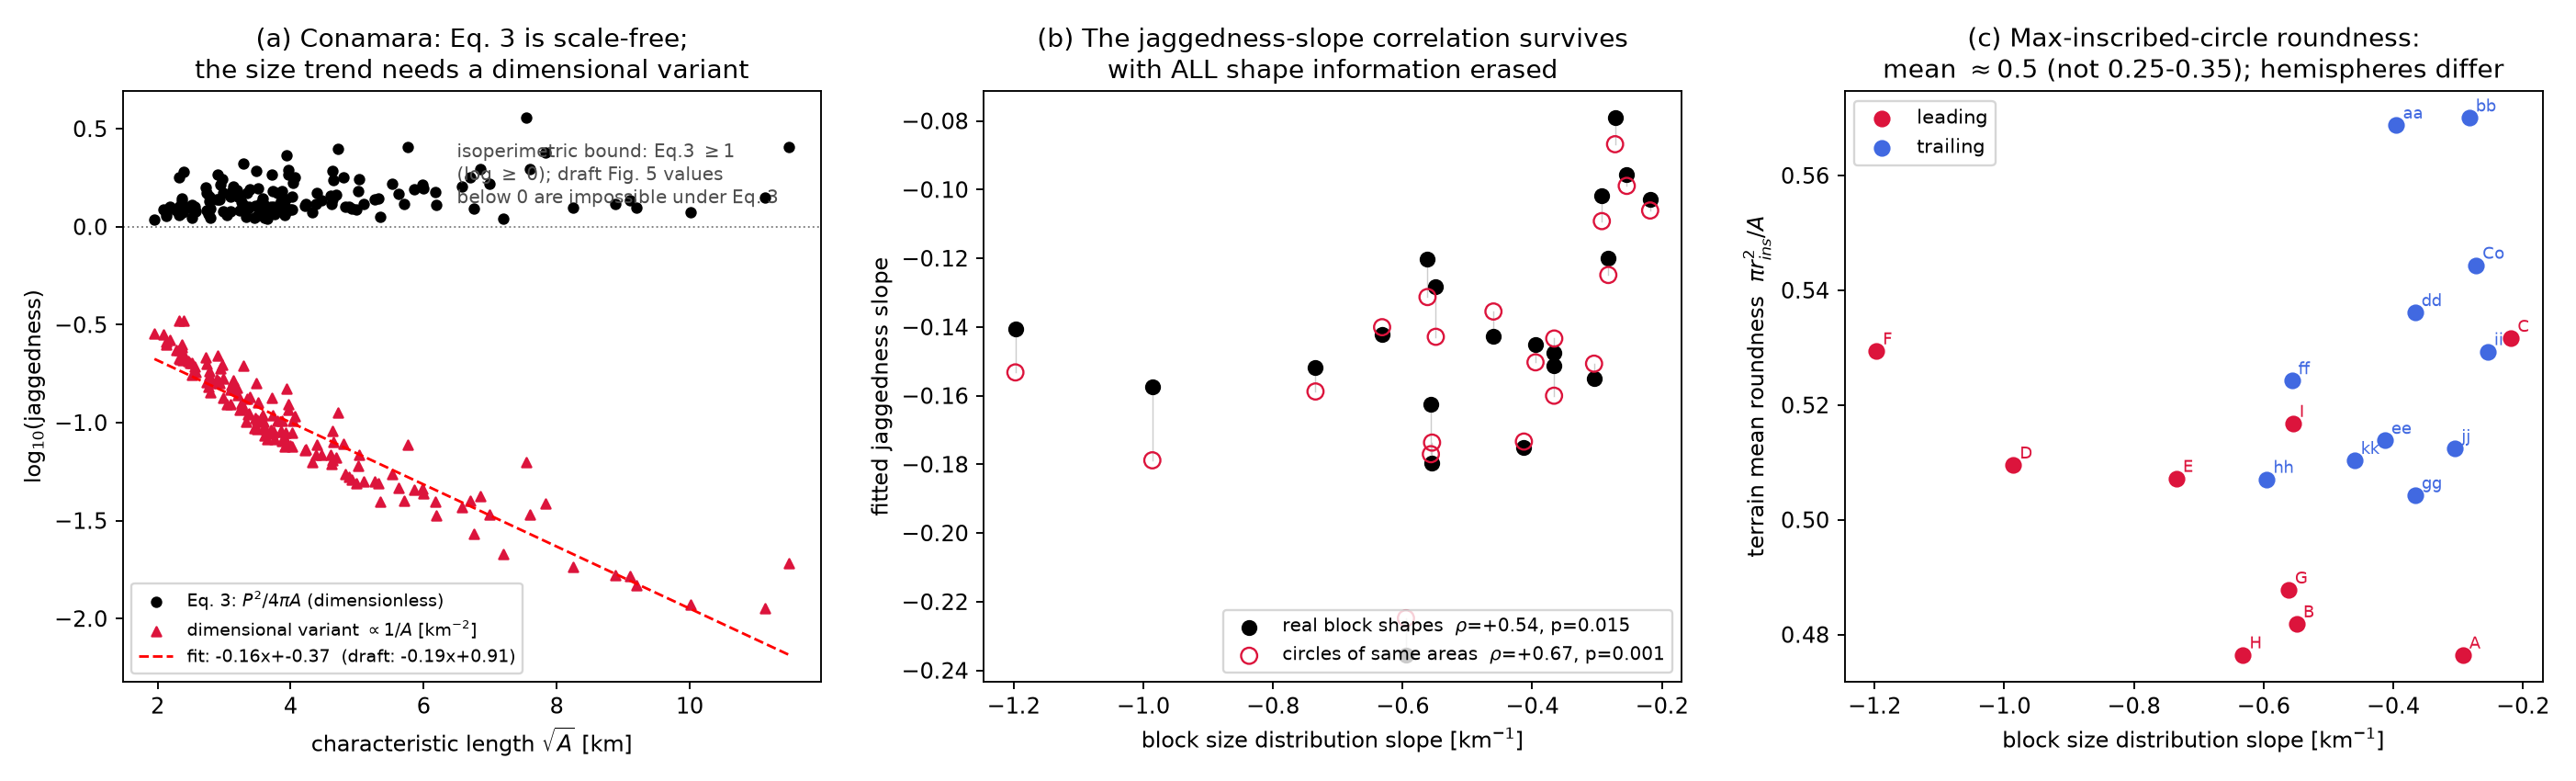 (a) Conamara: Eq. 3 is scale-free;
the size trend needs a dimensional variant
log₁₀(jaggedness)
0.5
0.0
−0.5
−1.0
−1.5
−2.0
isoperimetric bound: Eq.3 ≥1
(log ≥ 0); draft Fig. 5 values
below 0 are impossible under Eq. 3
Eq. 3: P²/4πA (dimensionless)
dimensional variant ∝1/A [km⁻²]
fit: -0.16x+-0.37 (draft: -0.19x+0.91)
2 4 6 8 10
characteristic length √A [km]
(b) The jaggedness-slope correlation survives
with ALL shape information erased
fitted jaggedness slope
−0.08
−0.10
−0.12
−0.14
−0.16
−0.18
−0.20
−0.22
−0.24
real block shapes ρ=+0.54, p=0.015
circles of same areas ρ=+0.67, p=0.001
−1.2 −1.0 −0.8 −0.6 −0.4 −0.2
block size distribution slope [km⁻¹]
(c) Max-inscribed-circle roundness:
mean ≈0.5 (not 0.25-0.35); hemispheres differ
terrain mean roundness πr²ᵢₙₛ/A
0.56
0.54
0.52
0.50
0.48
leading
trailing
aa
bb
Co
dd
C
ii
F
ff
I
ee
jj
kk
D
E
hh
gg
G
B
H
A
−1.2 −1.0 −0.8 −0.6 −0.4 −0.2
block size distribution slope [km⁻¹]